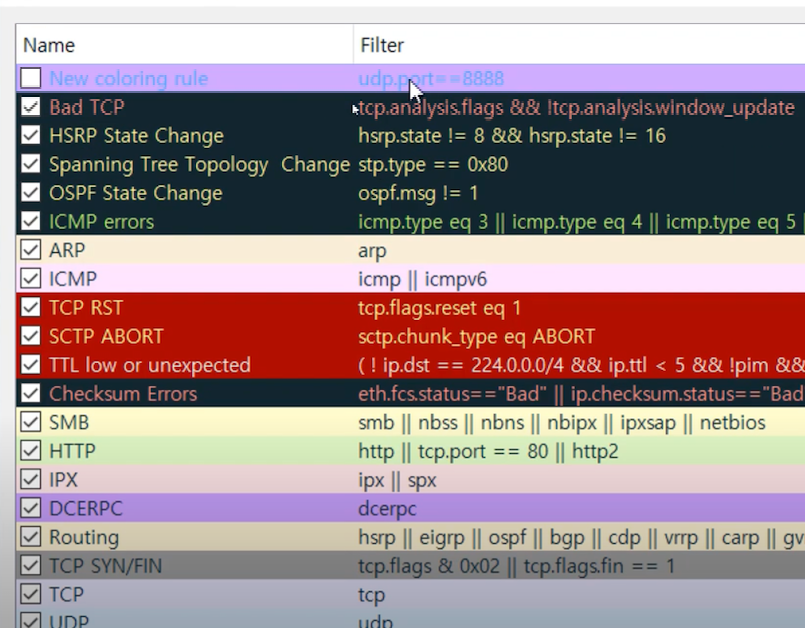 Name Filter
New coloring rule udp.port==8888
Bad TCP tcp.analysis.flags && !tcp.analysis.window_update
HSRP State Change hsrp.state != 8 && hsrp.state != 16
Spanning Tree Topology  Change stp.type == 0x80
OSPF State Change ospf.msg != 1
ICMP errors icmp.type eq 3 || icmp.type eq 4 || icmp.type eq 5 |
ARP arp
ICMP icmp || icmpv6
TCP RST tcp.flags.reset eq 1
SCTP ABORT sctp.chunk_type eq ABORT
TTL low or unexpected ( ! ip.dst == 224.0.0.0/4 && ip.ttl < 5 && !pim &&
Checksum Errors eth.fcs.status=="Bad" || ip.checksum.status=="Bad
SMB smb || nbss || nbns || nbipx || ipxsap || netbios
HTTP http || tcp.port == 80 || http2
IPX ipx || spx
DCERPC dcerpc
Routing hsrp || eigrp || ospf || bgp || cdp || vrrp || carp || gv
TCP SYN/FIN tcp.flags & 0x02 || tcp.flags.fin == 1
TCP tcp
UDP udp